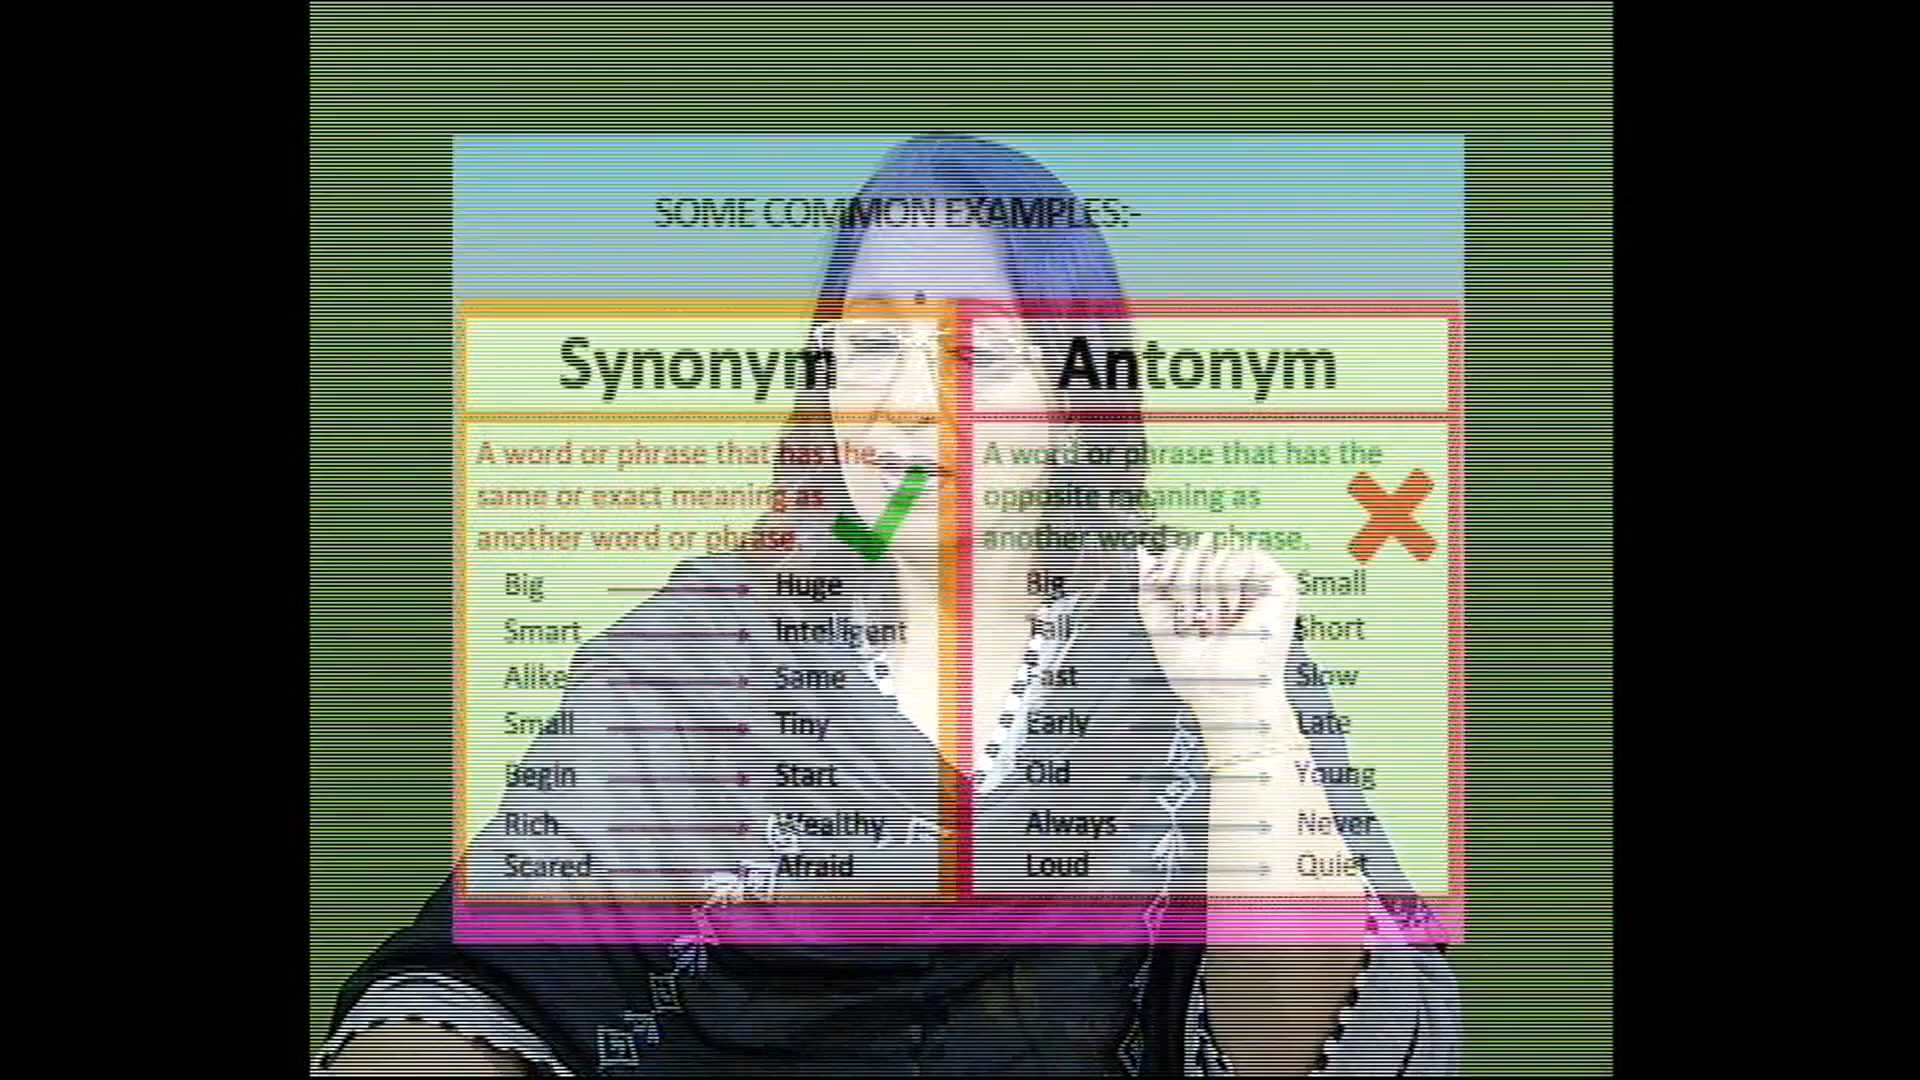 SOME COMMON EXAMPLES:-
Synonym
A word or phrase that has the
same or exact meaning as
another word or phrase.
Big Huge
Smart Intelligent
Alike Same
Small Tiny
Begin Start
Rich Wealthy
Scared Afraid
Antonym
A word or phrase that has the
opposite meaning as
another word or phrase.
Big Small
Tall Short
Fast Slow
Early Late
Old Young
Always Never
Loud Quiet